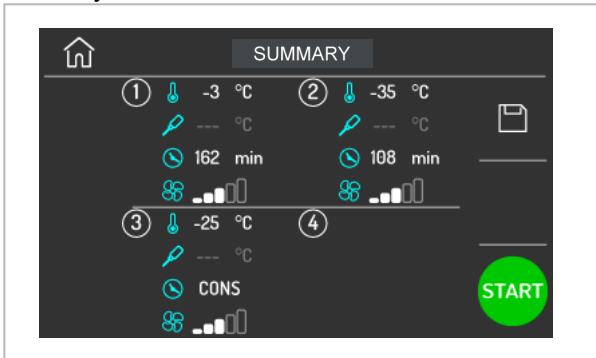 SUMMARY
1 -3 °C
--- °C
162 min
2 -35 °C
--- °C
108 min
3 -25 °C
--- °C
CONS
4
START